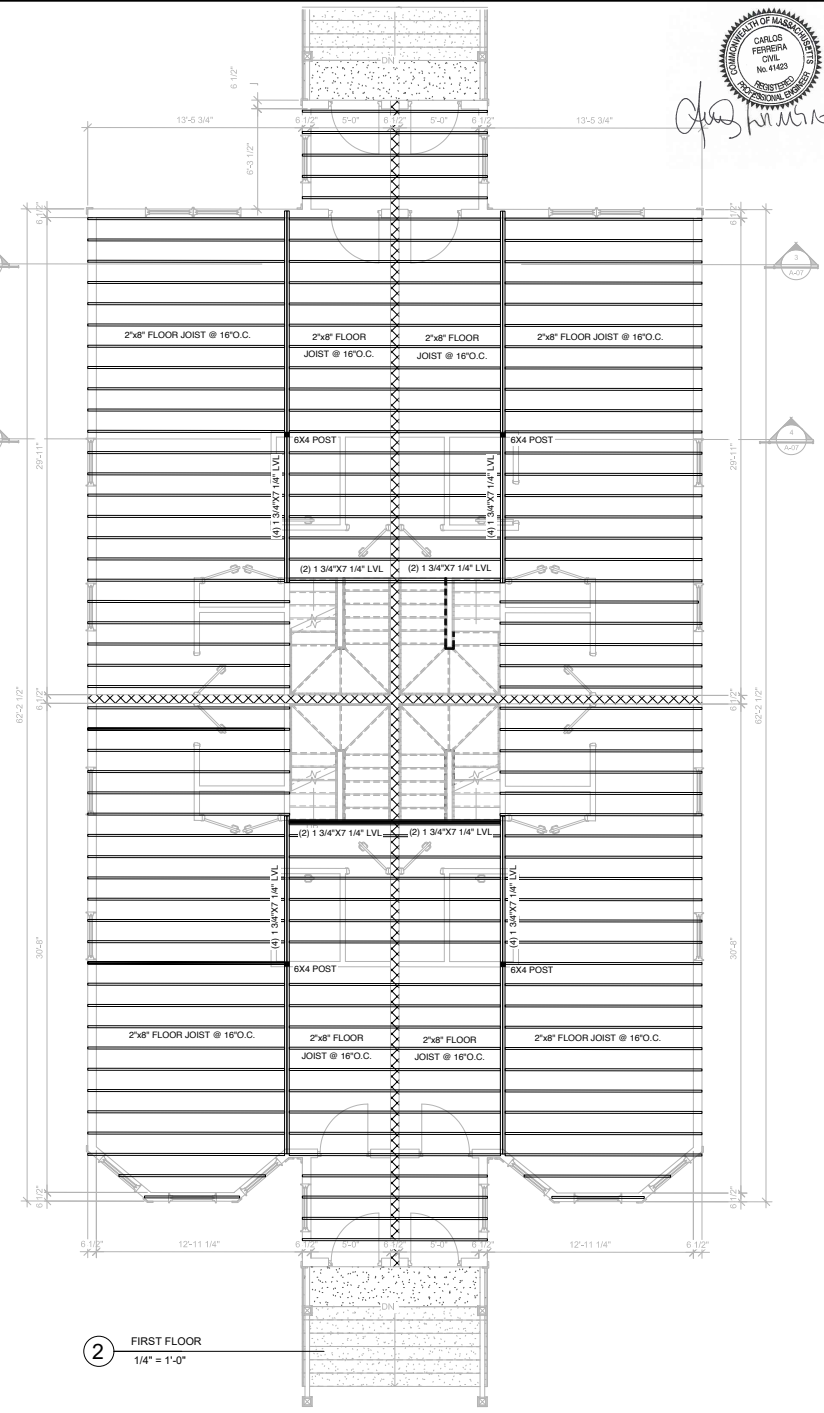 COMMONWEALTH OF MASSACHUSETTS
CARLOS
FERREIRA
CIVIL
No. 41423
REGISTERED
PROFESSIONAL ENGINEER
DN
6 1/2"
1
13'-5 3/4"
6 1/2"
5'-0"
6 1/2"
5'-0"
6 1/2"
13'-5 3/4"
6'-3 1/2"
6 1/2"
6 1/2"
3
A-07
2"x8" FLOOR JOIST @ 16"O.C.
2"x8" FLOOR
JOIST @ 16"O.C.
2"x8" FLOOR
JOIST @ 16"O.C.
2"x8" FLOOR JOIST @ 16"O.C.
6X4 POST
6X4 POST
4
A-07
29'-11"
29'-11"
(4) 1 3/4"X7 1/4" LVL
(4) 1 3/4"X7 1/4" LVL
(2) 1 3/4"X7 1/4" LVL
(2) 1 3/4"X7 1/4" LVL
62'-2 1/2"
6 1/2"
6 1/2"
62'-2 1/2"
(2) 1 3/4"X7 1/4" LVL
(2) 1 3/4"X7 1/4" LVL
(4) 1 3/4"X7 1/4" LVL
(4) 1 3/4"X7 1/4" LVL
30'-8"
30'-8"
6X4 POST
6X4 POST
2"x8" FLOOR JOIST @ 16"O.C.
2"x8" FLOOR
JOIST @ 16"O.C.
2"x8" FLOOR
JOIST @ 16"O.C.
2"x8" FLOOR JOIST @ 16"O.C.
6 1/2"
6 1/2"
6 1/2"
12'-11 1/4"
6 1/2"
5'-0"
6 1/2"
5'-0"
6 1/2"
12'-11 1/4"
6 1/2"
DN
2
FIRST FLOOR
1/4" = 1'-0"